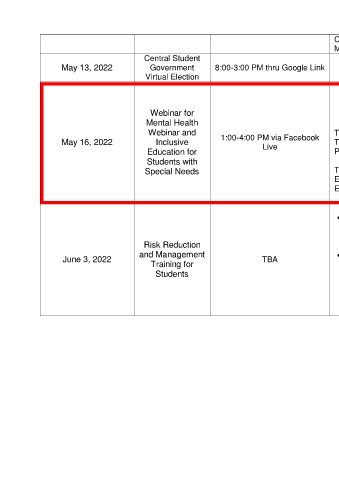 C
M
May 13, 2022
Central Student
Government
Virtual Election
8:00-3:00 PM thru Google Link
May 16, 2022
Webinar for
Mental Health
Webinar and
Inclusive
Education for
Students with
Special Needs
1:00-4:00 PM via Facebook
Live
T
T
P
T
E
E
June 3, 2022
Risk Reduction
and Management
Training for
Students
TBA